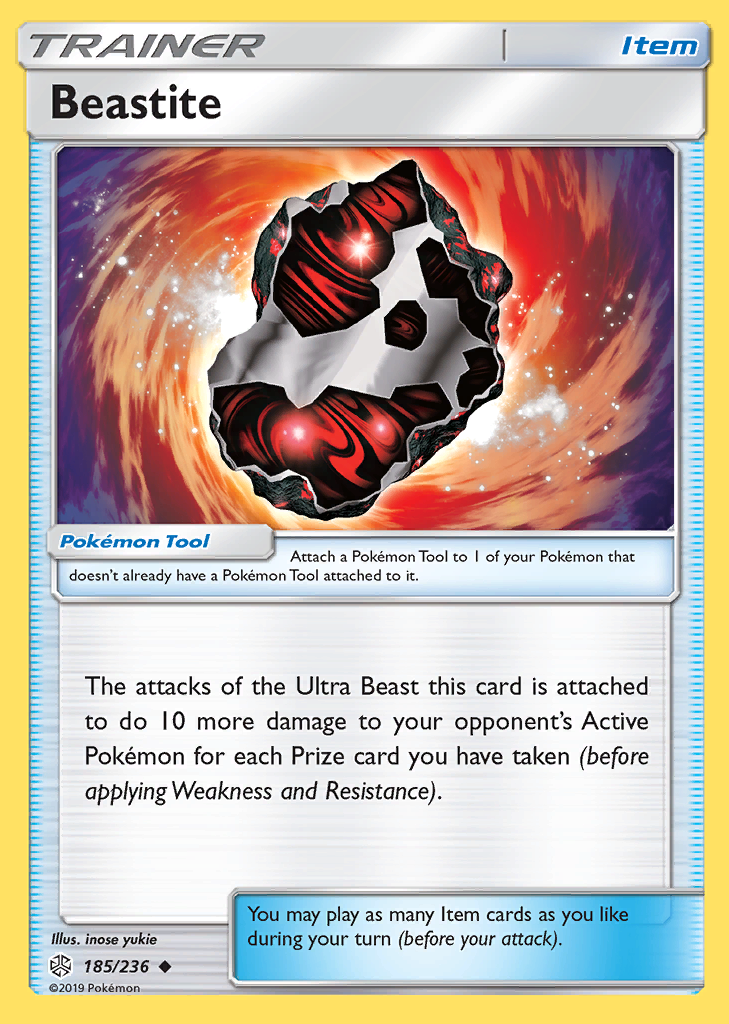 TRAINER
Item
Beastite
Pokémon Tool
Attach a Pokémon Tool to 1 of your Pokémon that
doesn't already have a Pokémon Tool attached to it.
The attacks of the Ultra Beast this card is attached
to do 10 more damage to your opponent's Active
Pokémon for each Prize card you have taken (before
applying Weakness and Resistance).
You may play as many Item cards as you like
during your turn (before your attack).
Illus. inose yukie
185/236
©2019 Pokémon